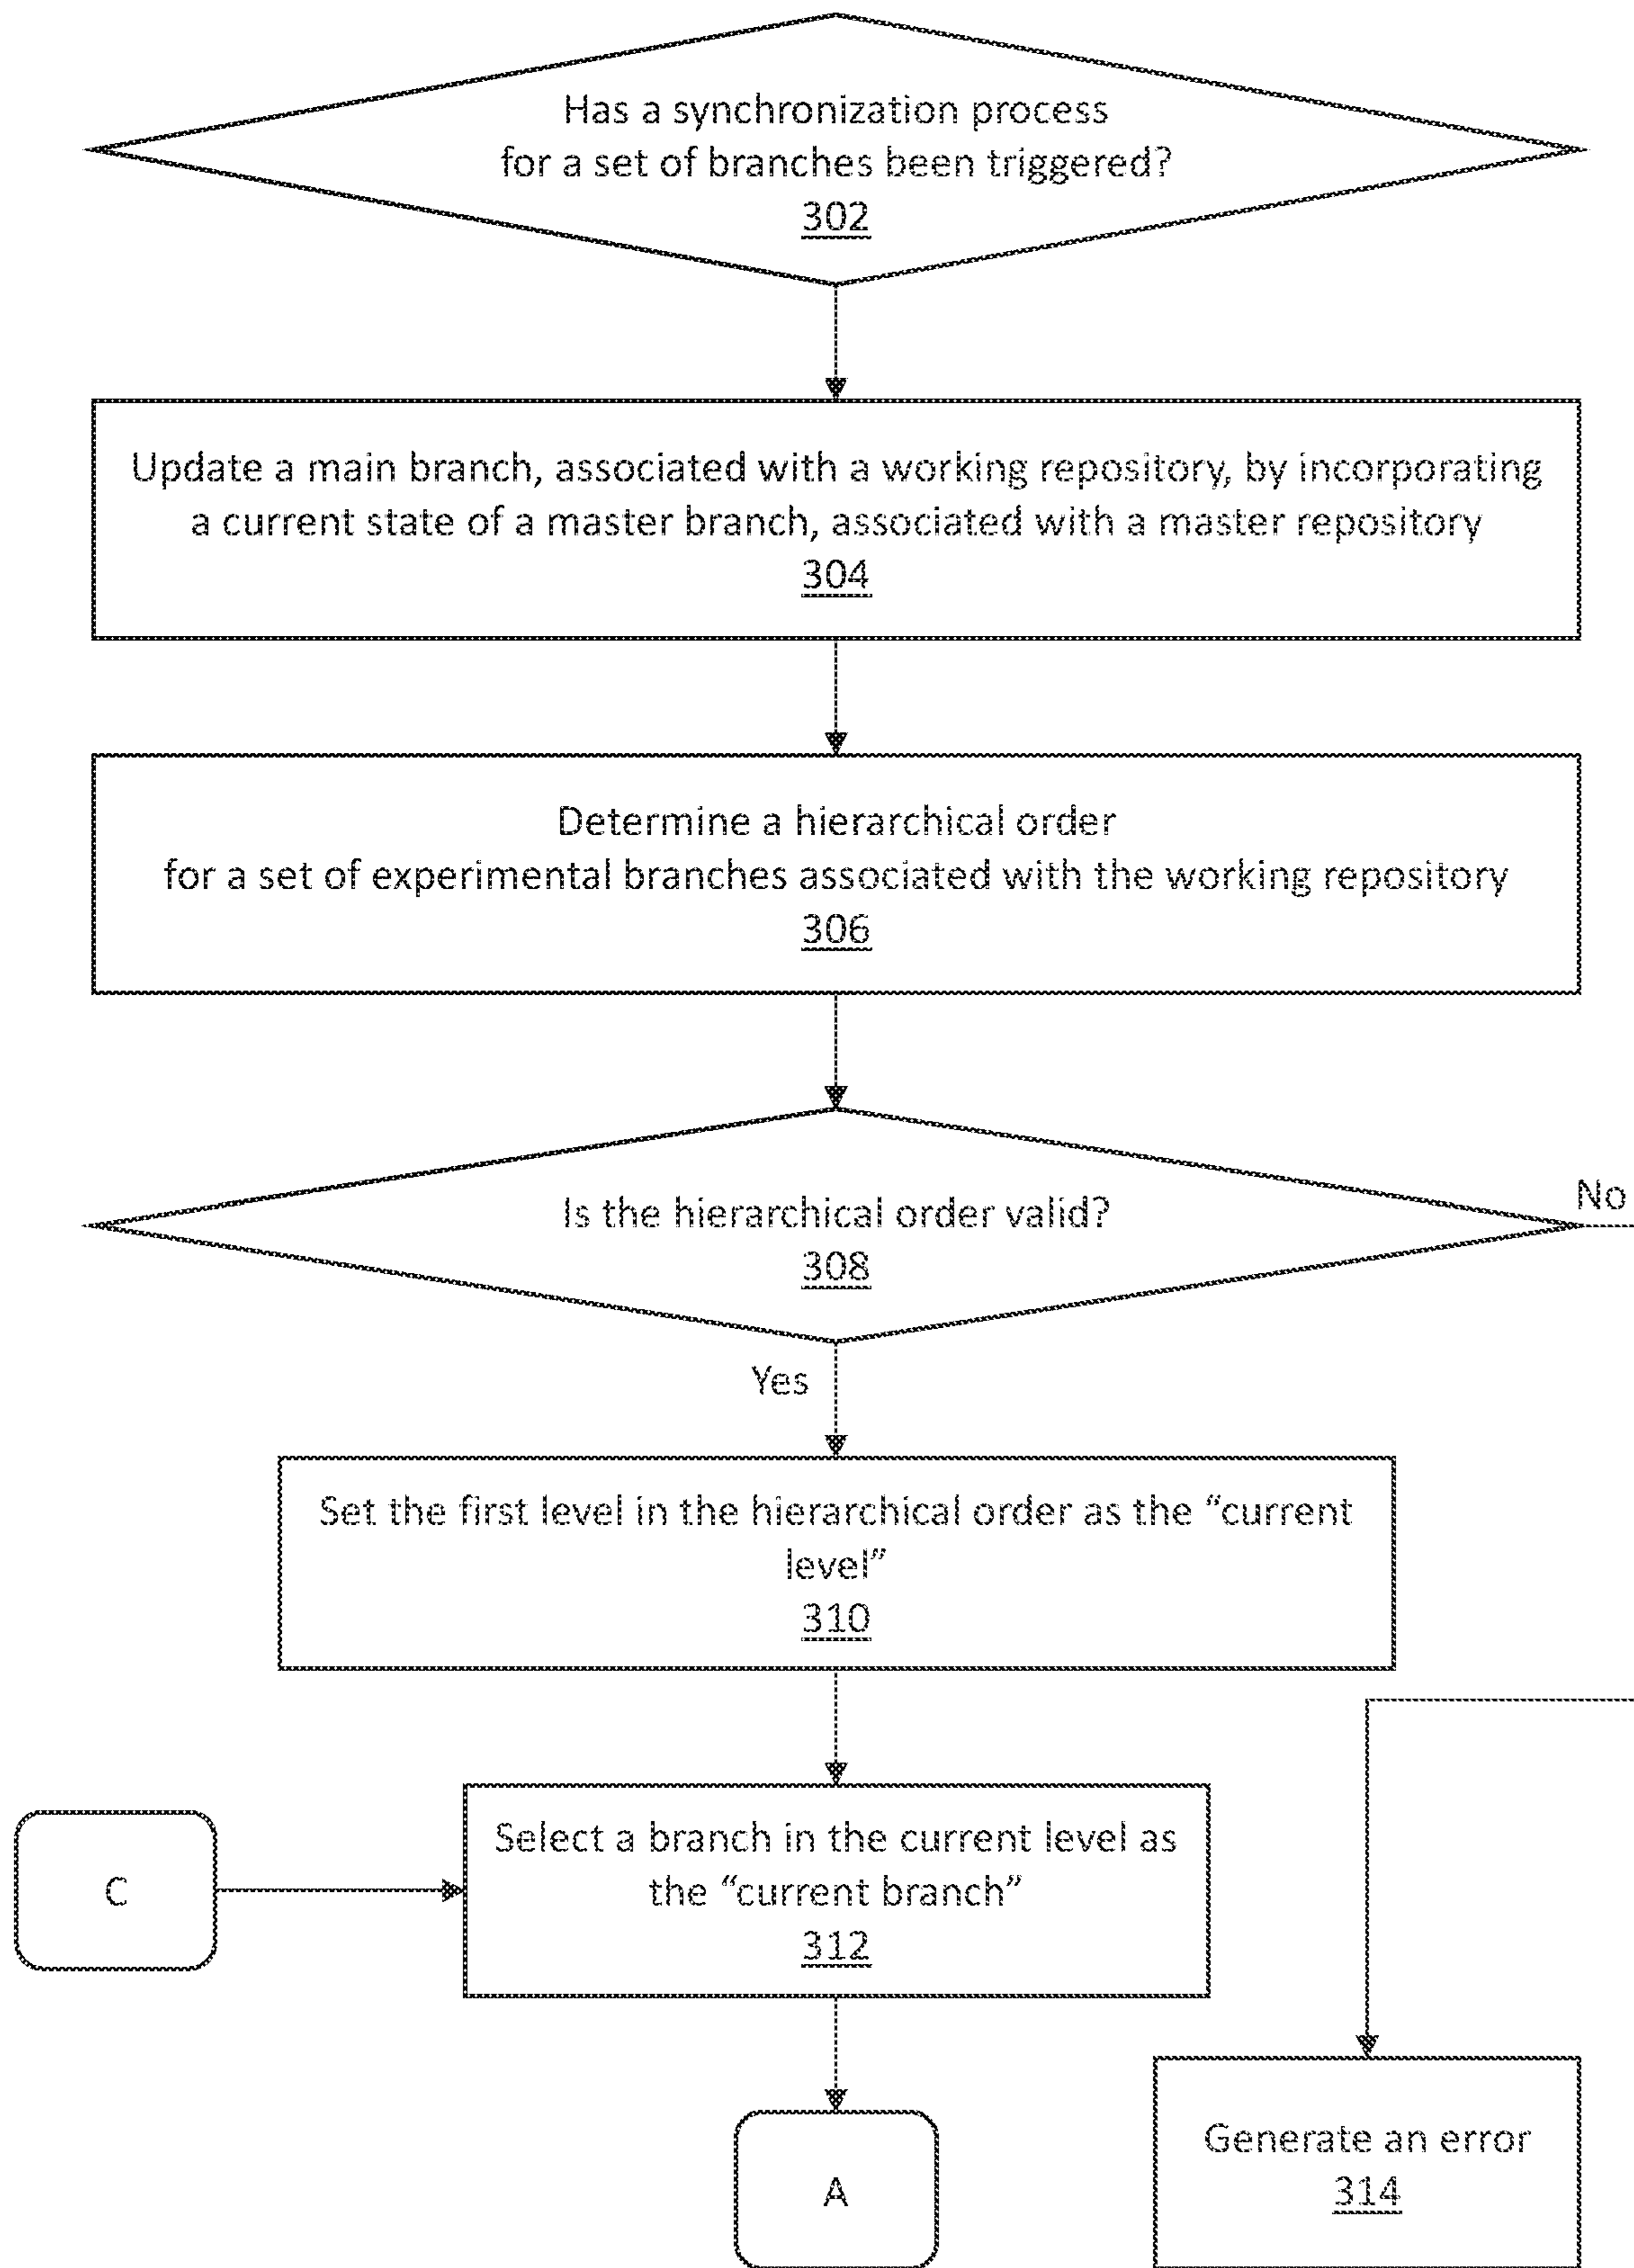 Has a synchronization process
for a set of branches been triggered?
302
Update a main branch, associated with a working repository, by incorporating
a current state of a master branch, associated with a master repository
304
Determine a hierarchical order
for a set of experimental branches associated with the working repository
306
Is the hierarchical order valid?
308
No
Yes
Set the first level in the hierarchical order as the “current
level”
310
Select a branch in the current level as
the “current branch”
312
C
A
Generate an error
314